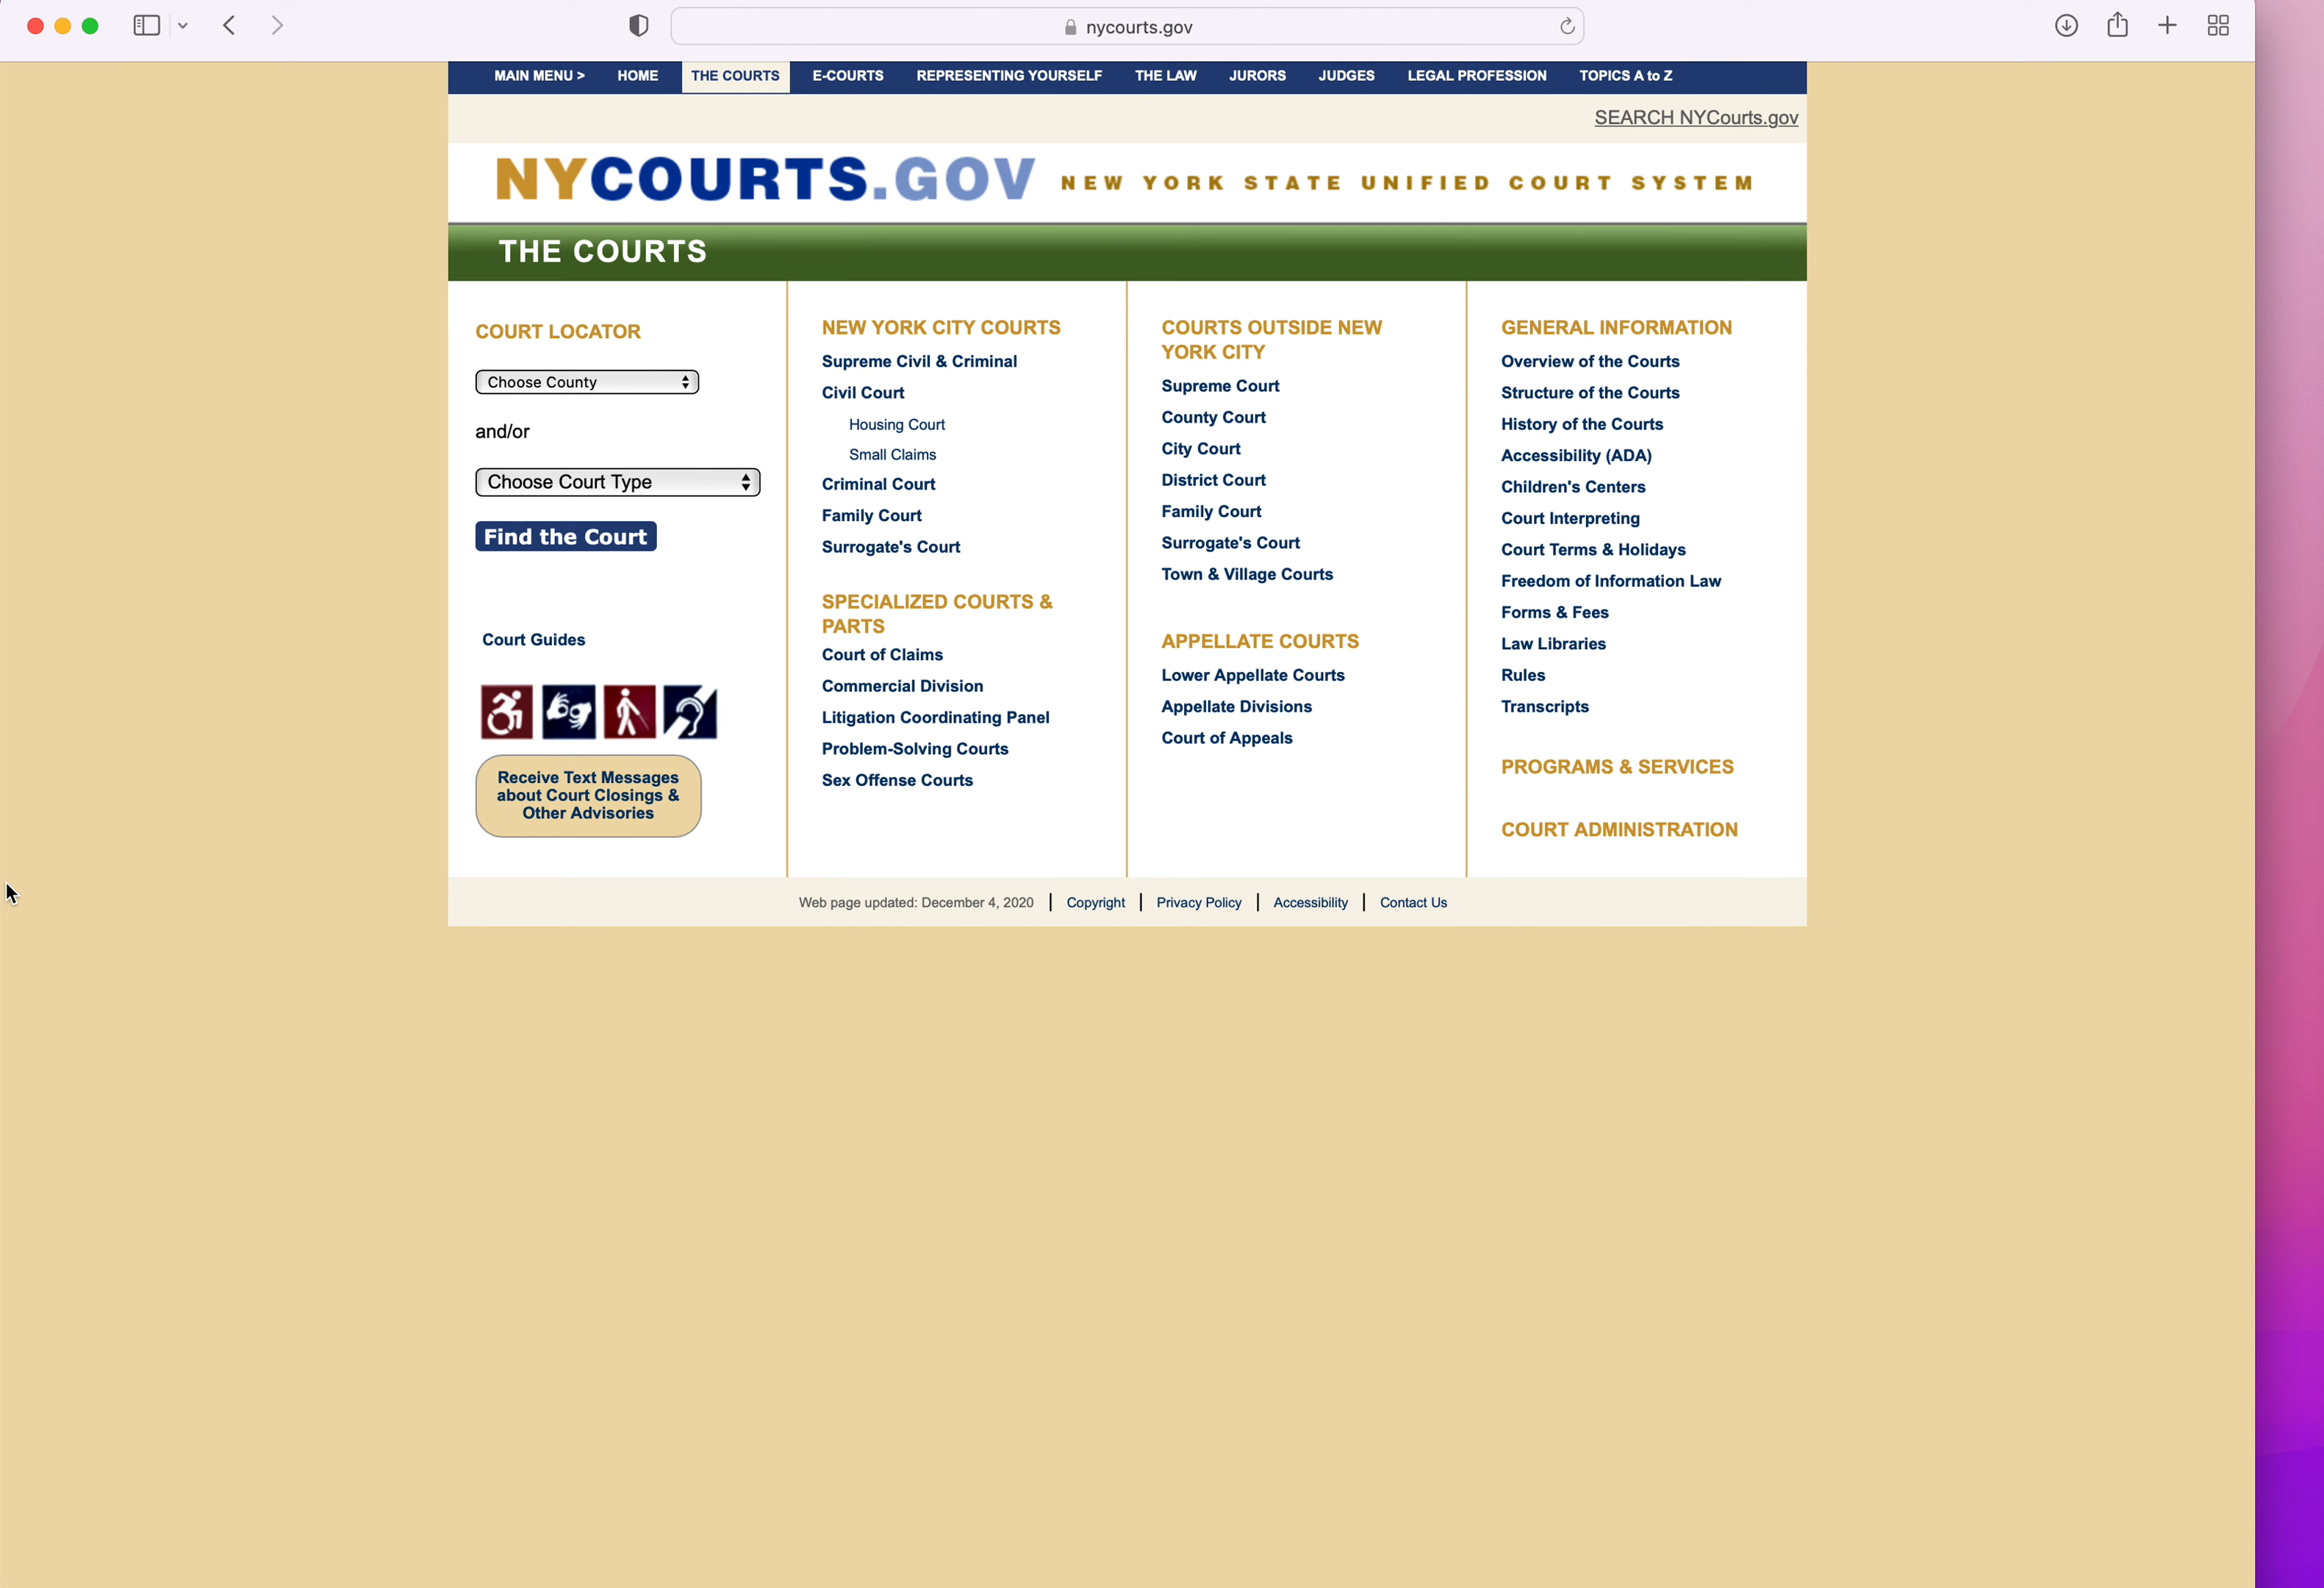 nycourts.gov
MAIN MENU > HOME THE COURTS E-COURTS REPRESENTING YOURSELF THE LAW JURORS JUDGES LEGAL PROFESSION TOPICS A to Z
SEARCH NYCourts.gov
NYCOURTS.GOV NEW YORK STATE UNIFIED COURT SYSTEM
THE COURTS
COURT LOCATOR
Choose County
and/or
Choose Court Type
Find the Court
Court Guides
Receive Text Messages
about Court Closings &
Other Advisories
NEW YORK CITY COURTS
Supreme Civil & Criminal
Civil Court
Housing Court
Small Claims
Criminal Court
Family Court
Surrogate's Court
SPECIALIZED COURTS &
PARTS
Court of Claims
Commercial Division
Litigation Coordinating Panel
Problem-Solving Courts
Sex Offense Courts
COURTS OUTSIDE NEW
YORK CITY
Supreme Court
County Court
City Court
District Court
Family Court
Surrogate's Court
Town & Village Courts
APPELLATE COURTS
Lower Appellate Courts
Appellate Divisions
Court of Appeals
GENERAL INFORMATION
Overview of the Courts
Structure of the Courts
History of the Courts
Accessibility (ADA)
Children's Centers
Court Interpreting
Court Terms & Holidays
Freedom of Information Law
Forms & Fees
Law Libraries
Rules
Transcripts
PROGRAMS & SERVICES
COURT ADMINISTRATION
Web page updated: December 4, 2020 | Copyright | Privacy Policy | Accessibility | Contact Us